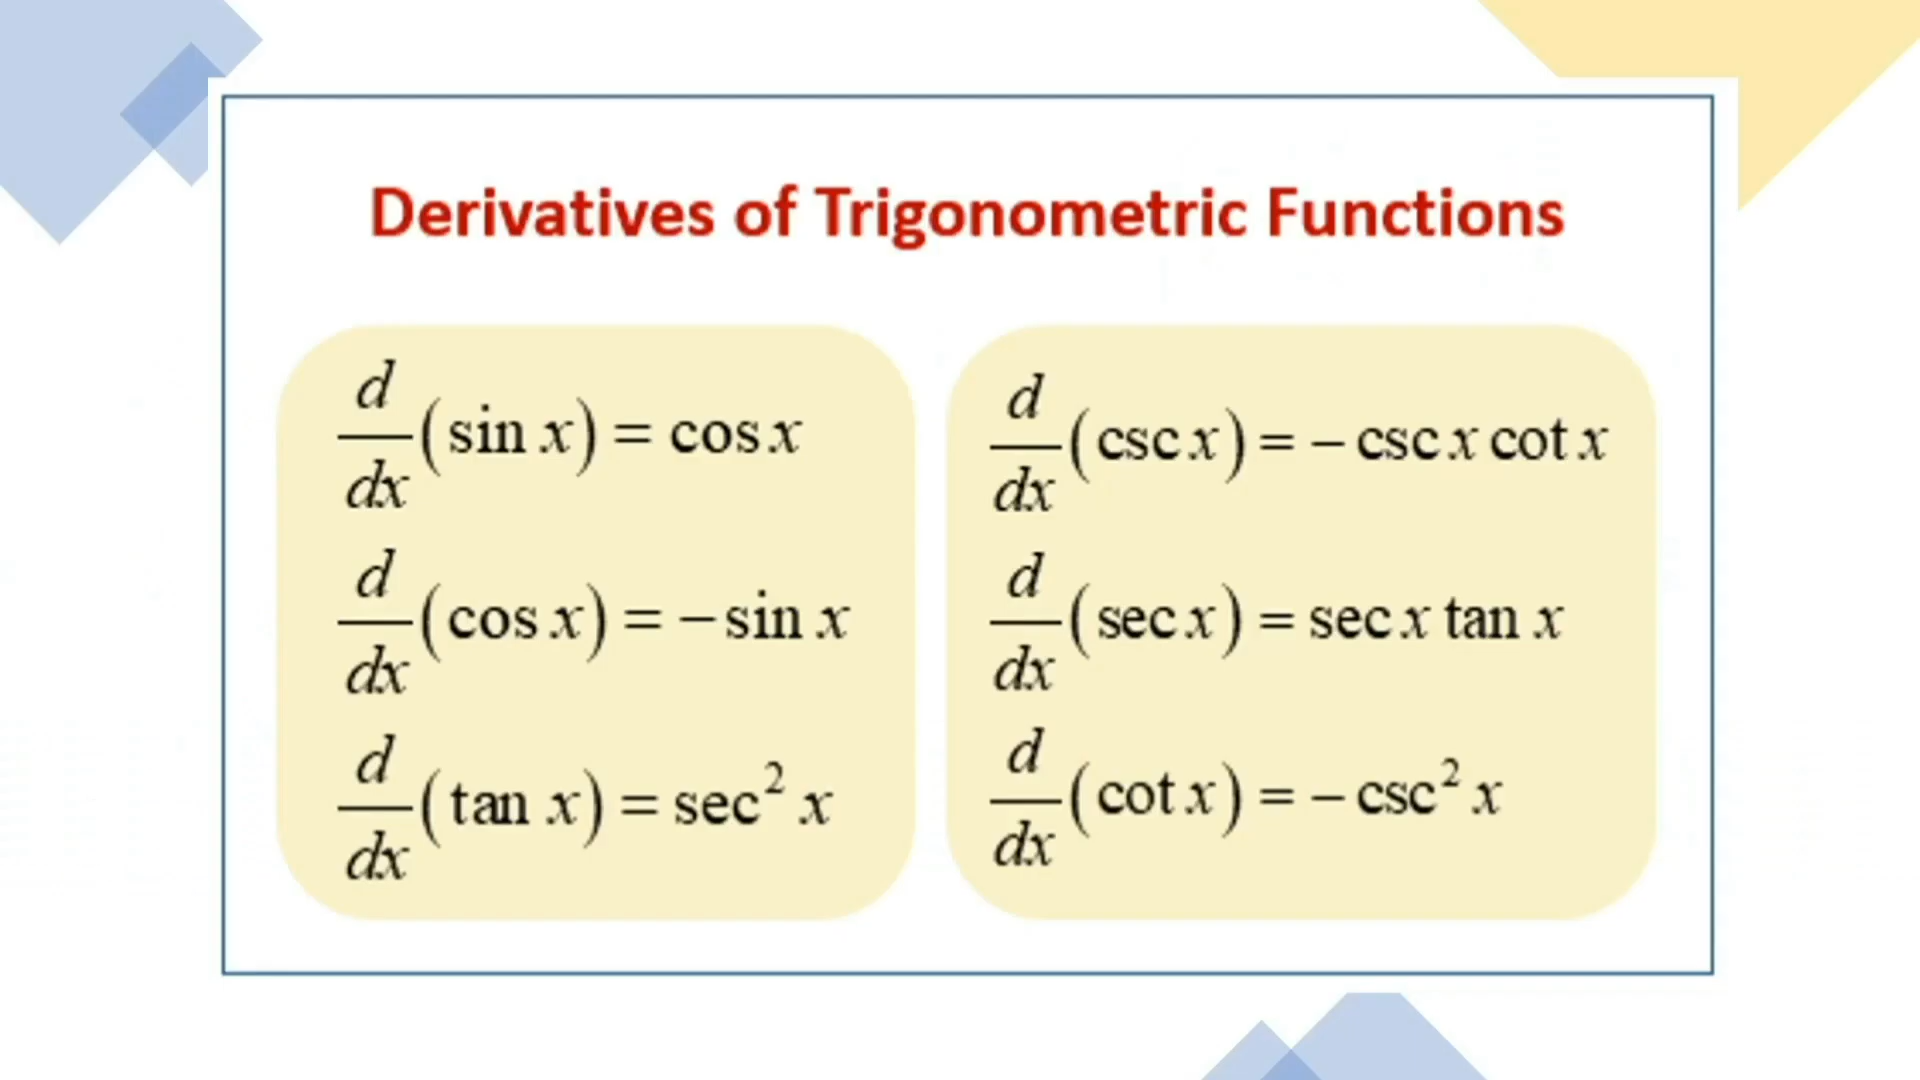 Derivatives of Trigonometric Functions
d/dx (sin x) = cos x
d/dx (cos x) = − sin x
d/dx (tan x) = sec² x
d/dx (csc x) = − csc x cot x
d/dx (sec x) = sec x tan x
d/dx (cot x) = − csc² x